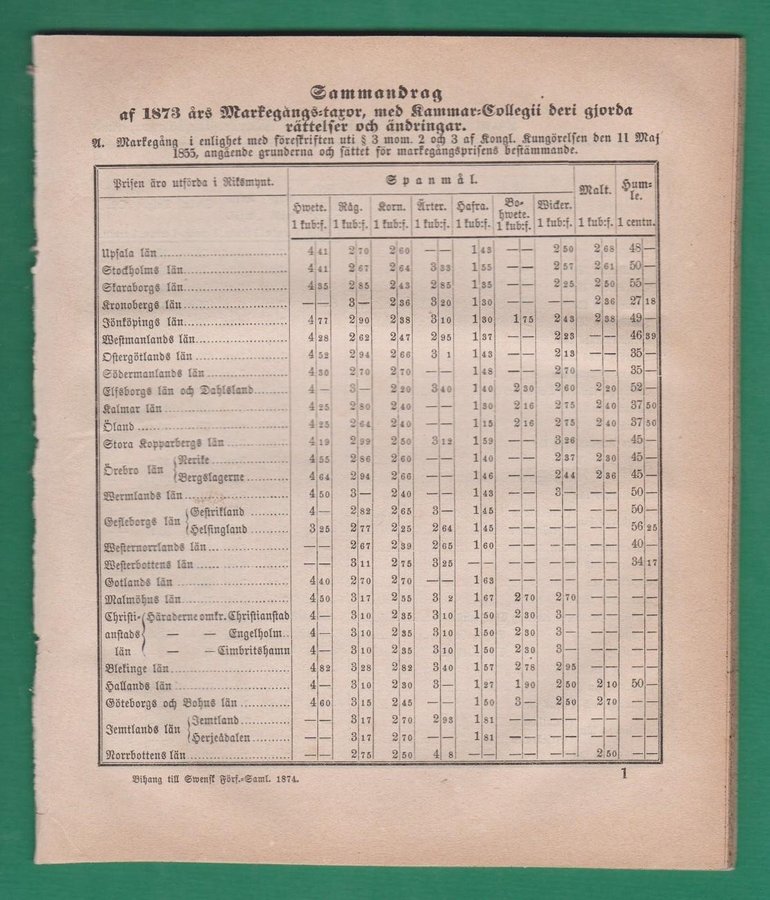 Sammandrag
af 1873 års Markegångs-taxor, med Kammar-Collegii deri gjorda
rättelser och ändringar.
A. Markegång i enlighet med föreskriften uti § 3 mom. 2 och 3 af Kongl. Kungörelsen den 11 Maj
1855, angående grunderna och sättet för markegångsprisens bestämmande.
Prisen äro utförda i Riksmynt. Spanmål. Malt. Humle.
Hwete. Råg. Korn. Ärter. Hafra. Bohwete. Wicker.
1 kub:f. 1 kub:f. 1 kub:f. 1 kub:f. 1 kub:f. 1 kub:f. 1 kub:f. 1 kub:f. 1 centn.
Upsala län 4 41 2 70 2 60 — — 1 43 — — 2 50 2 68 48 —
Stockholms län 4 41 2 67 2 64 3 33 1 55 — — 2 57 2 61 50 —
Skaraborgs län 4 35 2 85 2 43 2 85 1 35 — — 2 25 2 50 55 —
Kronobergs län — — 3 — 2 36 3 20 1 30 — — — — 2 36 27 18
Jönköpings län 4 77 2 90 2 38 3 10 1 30 1 75 2 43 2 38 49 —
Westmanlands län 4 28 2 62 2 47 2 95 1 37 — — 2 23 — — 46 39
Östergötlands län 4 52 2 94 2 66 3 1 1 43 — — 2 13 — — 35 —
Södermanlands län 4 30 2 70 2 70 — — 1 48 — — 2 70 — — 35 —
Elfsborgs län och Dahlsland 4 — 3 — 2 20 3 40 1 40 2 30 2 60 2 20 52 —
Kalmar län 4 25 2 80 2 40 — — 1 30 2 16 2 75 2 40 37 50
Öland 4 25 2 64 2 40 — — 1 15 2 16 2 75 2 40 37 50
Stora Kopparbergs län 4 19 2 99 2 50 3 12 1 59 — — 3 26 — — 45 —
Örebro län Nerike 4 55 2 86 2 60 — — 1 40 — — 2 37 2 30 45 —
Bergslagerne 4 64 2 94 2 66 — — 1 46 — — 2 44 2 36 45 —
Wermlands län 4 50 3 — 2 40 — — 1 43 — — 3 — — — 50 —
Gefleborgs län Gestrikland 4 — 2 82 2 65 3 — 1 45 — — — — — — 50 —
Helsingland 3 25 2 77 2 25 2 64 1 45 — — — — — — 56 25
Westernorrlands län — — 2 67 2 39 2 65 1 60 — — — — — — 40 —
Westerbottens län — — 3 11 2 75 3 25 — — — — — — — — 34 17
Gotlands län 4 40 2 70 2 70 — — 1 63 — — — — — — — —
Malmöhus län 4 50 3 17 2 55 3 2 1 67 2 70 2 70 — — — —
Christianstads län Häraderne omkr. Christianstad 4 — 3 10 2 35 3 10 1 50 2 30 3 — — — — —
— — Engelholm 4 — 3 10 2 35 3 10 1 50 2 30 3 — — — — —
— — Cimbritshamn 4 — 3 10 2 35 3 10 1 50 2 30 3 — — — — —
Blekinge län 4 82 3 28 2 82 3 40 1 57 2 78 2 95 — — — —
Hallands län 4 — 3 10 2 30 3 — 1 27 1 90 2 50 2 10 50 —
Göteborgs och Bohus län 4 60 3 15 2 45 — — 1 50 3 — 2 50 2 70 — —
Jemtlands län Jemtland — — 3 17 2 70 2 93 1 81 — — — — — — — —
Herjeådalen — — 3 17 2 70 — — 1 81 — — — — — — — —
Norrbottens län — — 2 75 2 50 4 8 — — — — — — 2 50 — —
Bihang till Swensk Förf.-Saml. 1874. 1